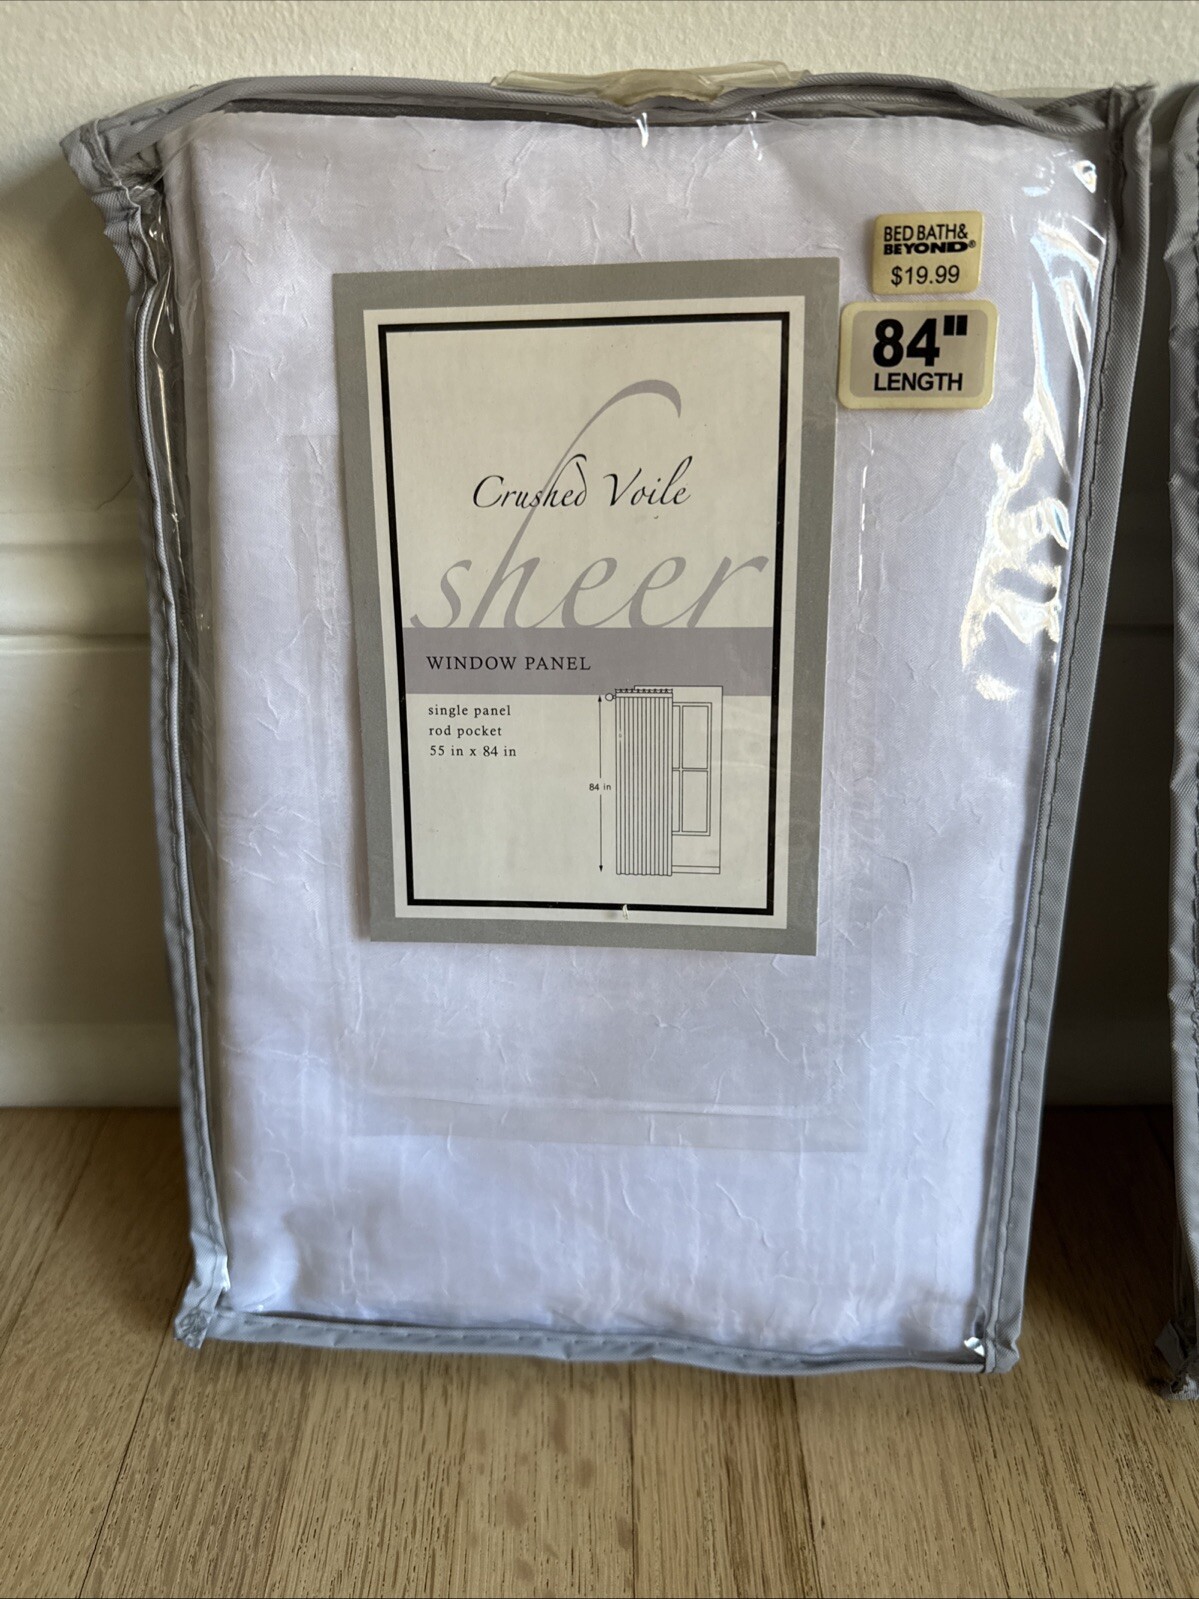 BED BATH&
BEYOND®
$19.99
84"
LENGTH
Crushed Voile
sheer
WINDOW PANEL
single panel
rod pocket
55 in x 84 in
84 in